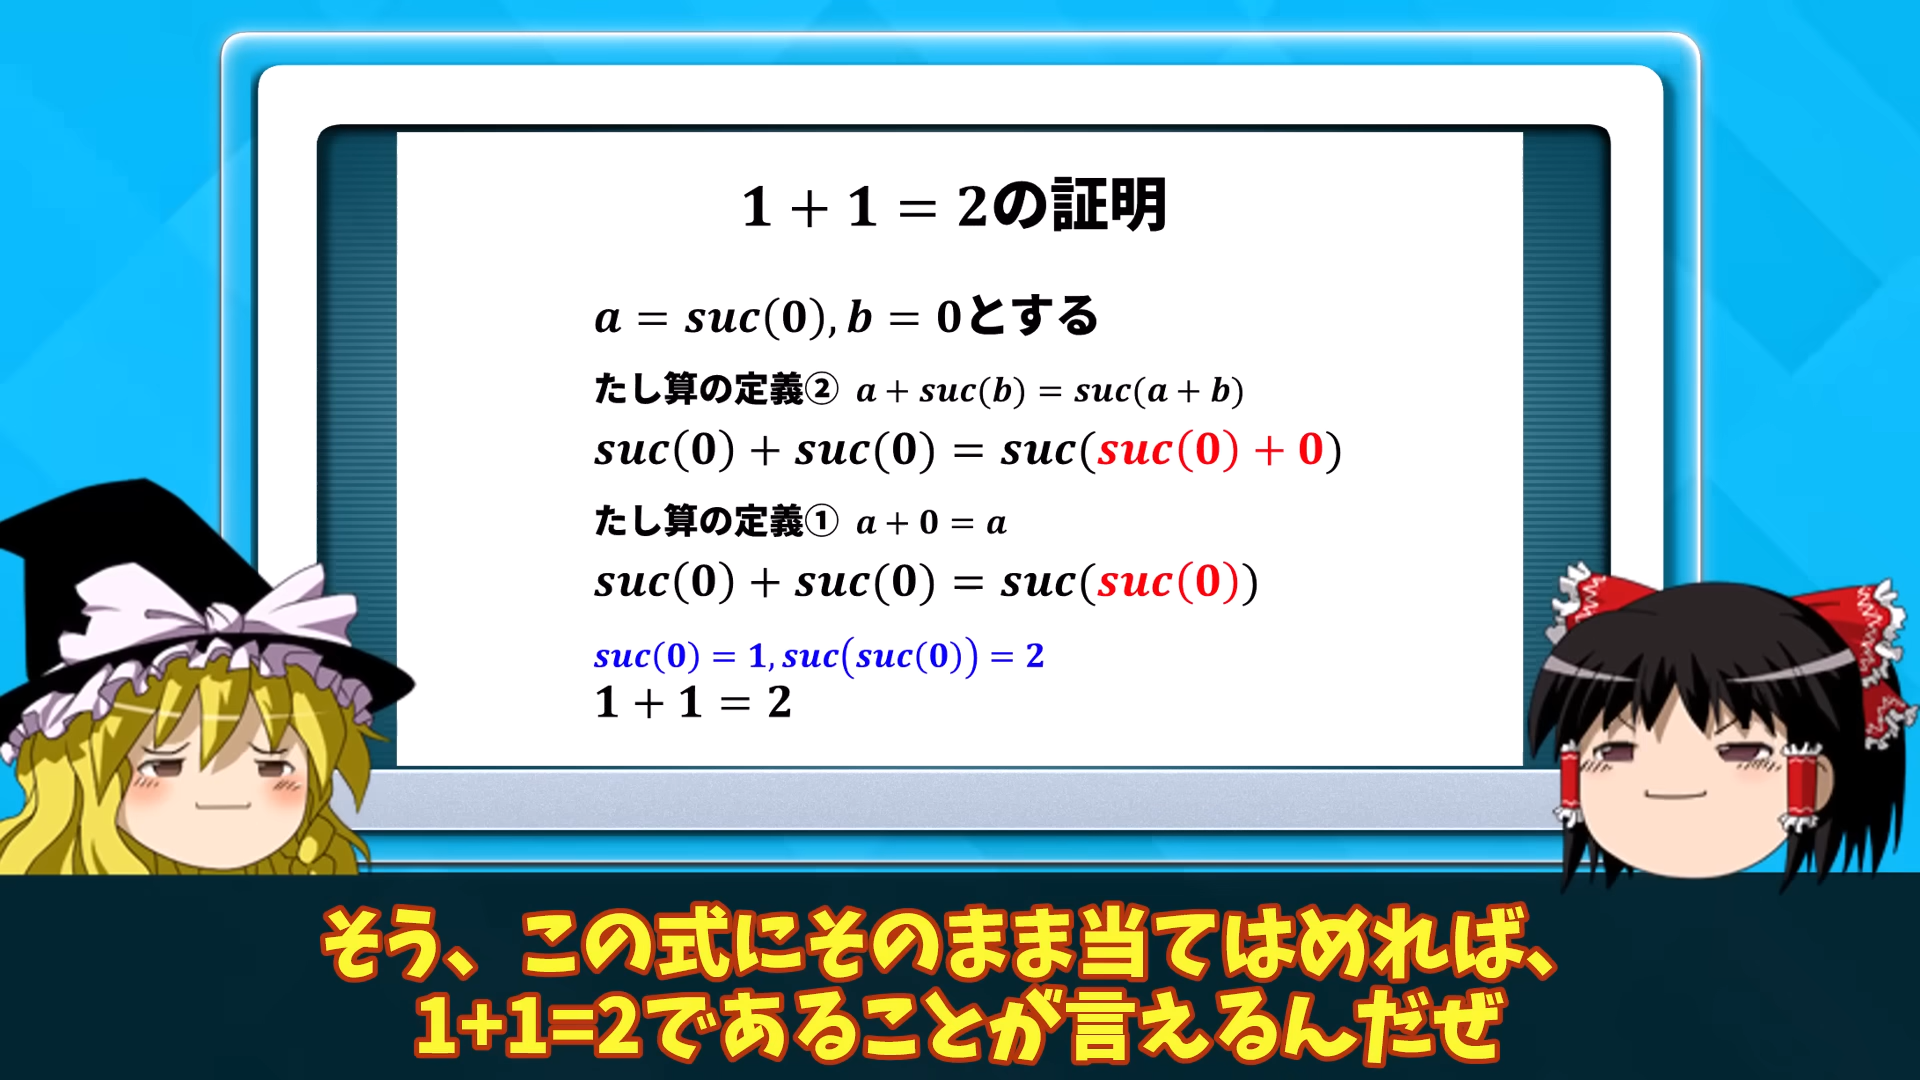 1 + 1 = 2の証明
a = suc(0), b = 0とする
たし算の定義② a + suc(b) = suc(a + b)
suc(0) + suc(0) = suc(suc(0) + 0)
たし算の定義① a + 0 = a
suc(0) + suc(0) = suc(suc(0))
suc(0) = 1, suc(suc(0)) = 2
1 + 1 = 2
そう、この式にそのまま当てはめれば、
1+1=2であることが言えるんだぜ